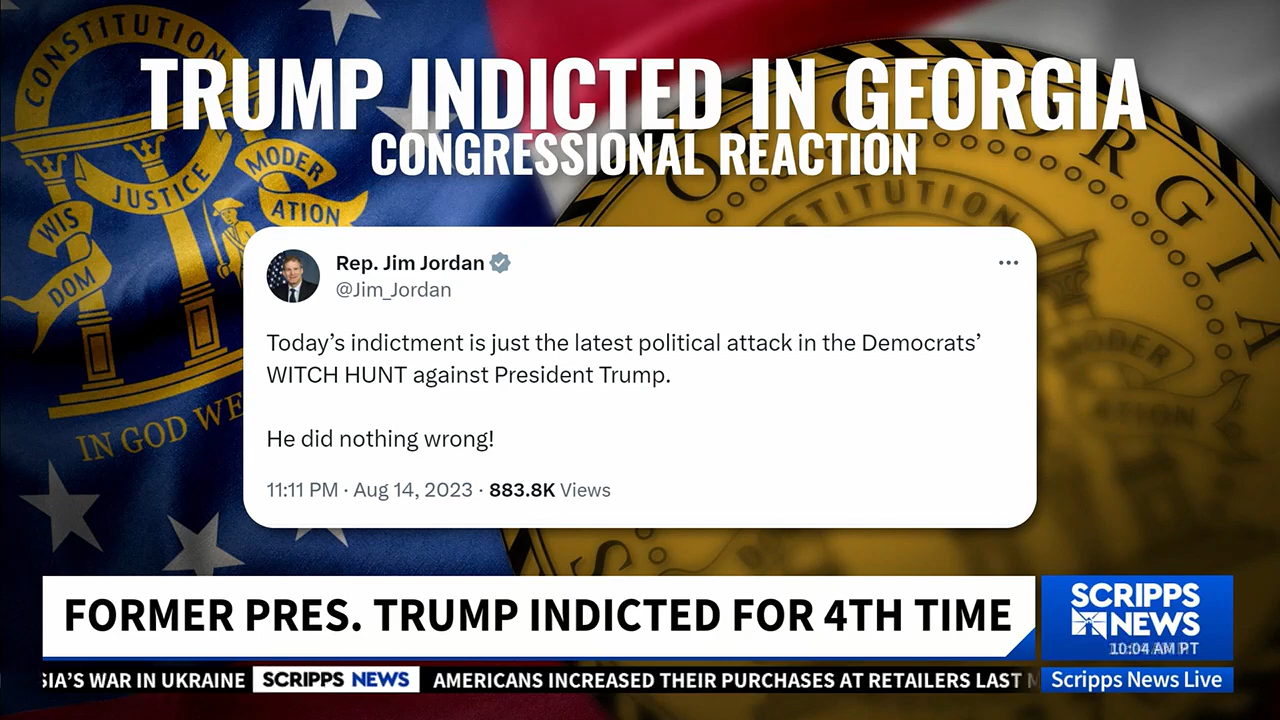 TRUMP INDICTED IN GEORGIA
CONGRESSIONAL REACTION
CONSTITUTION
JUSTICE
WIS
DOM
MODER
ATION
IN GOD WE
GEORGIA
Rep. Jim Jordan
@Jim_Jordan
Today’s indictment is just the latest political attack in the Democrats’
WITCH HUNT against President Trump.
He did nothing wrong!
11:11 PM · Aug 14, 2023 · 883.8K Views
FORMER PRES. TRUMP INDICTED FOR 4TH TIME
SCRIPPS
NEWS
10:04 AM PT
SIA'S WAR IN UKRAINE SCRIPPS NEWS AMERICANS INCREASED THEIR PURCHASES AT RETAILERS LAST
Scripps News Live